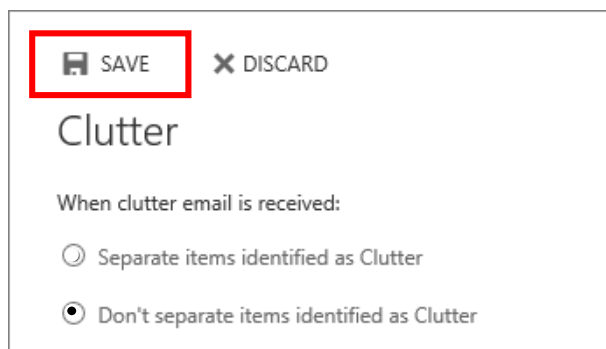 SAVE DISCARD
Clutter
When clutter email is received:
Separate items identified as Clutter
Don't separate items identified as Clutter